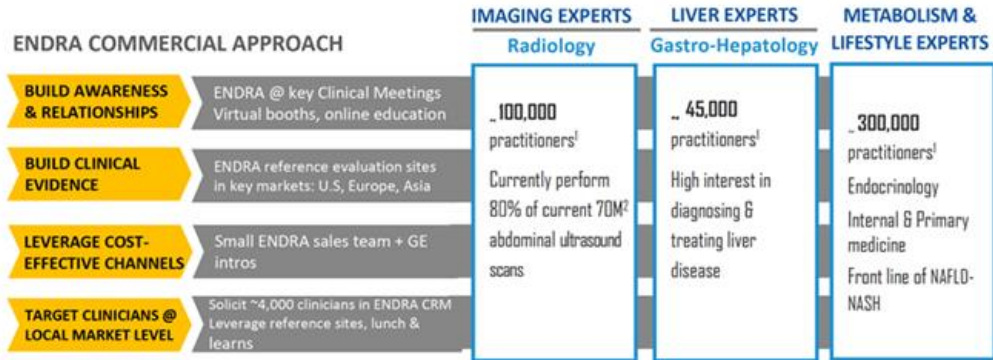 ENDRA COMMERCIAL APPROACH
IMAGING EXPERTS
Radiology
LIVER EXPERTS
Gastro-Hepatology
METABOLISM &
LIFESTYLE EXPERTS
BUILD AWARENESS
& RELATIONSHIPS
ENDRA @ key Clinical Meetings
Virtual booths, online education
BUILD CLINICAL
EVIDENCE
ENDRA reference evaluation sites
in key markets: U.S, Europe, Asia
LEVERAGE COST-
EFFECTIVE CHANNELS
Small ENDRA sales team + GE
intros
TARGET CLINICIANS @
LOCAL MARKET LEVEL
Solicit ~4,000 clinicians in ENDRA CRM
Leverage reference sites, lunch &
learns
~100,000
practitioners¹
Currently perform
80% of current 70M²
abdominal ultrasound
scans
~ 45,000
practitioners¹
High interest in
diagnosing &
treating liver
disease
~300,000
practitioners¹
Endocrinology
Internal & Primary
medicine
Front line of NAFLD-
NASH